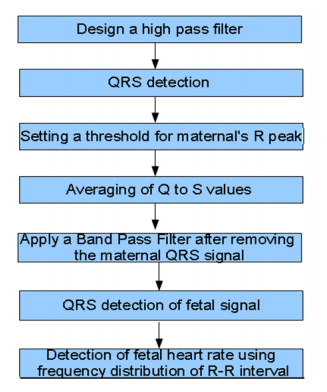 Design a high pass filter
QRS detection
Setting a threshold for maternal's R peak
Averaging of Q to S values
Apply a Band Pass Filter after removing
the maternal QRS signal
QRS detection of fetal signal
Detection of fetal heart rate using
frequency distribution of R-R interval